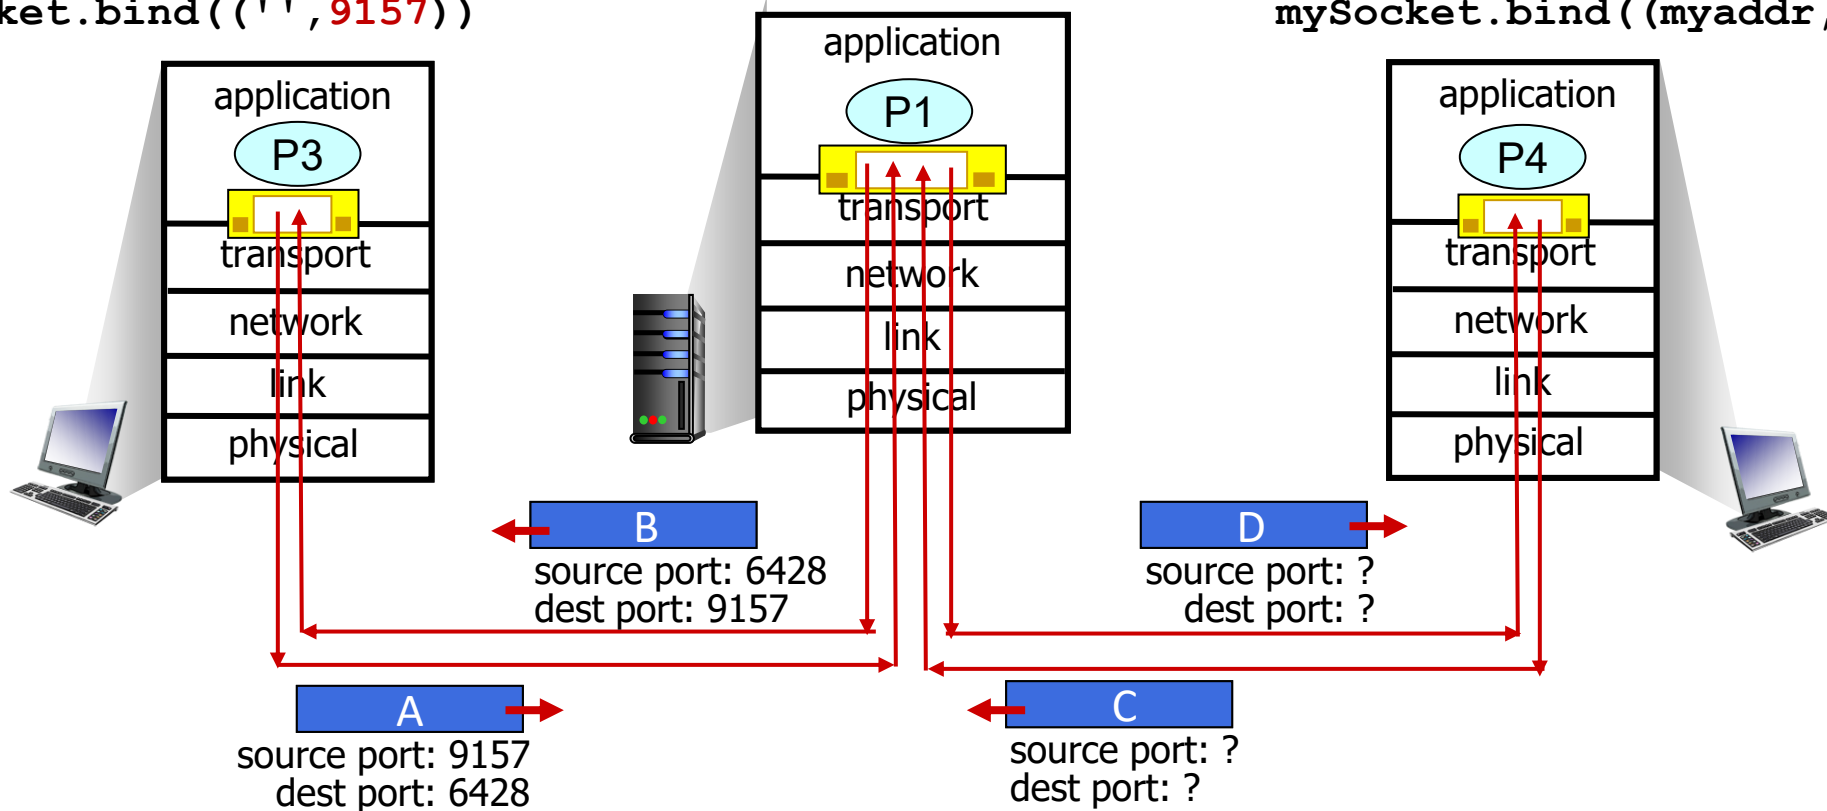 ket.bind(('',9157))
mySocket.bind((myaddr,
application
P3
transport
network
link
physical
application
P1
transport
network
link
physical
application
P4
transport
network
link
physical
B
source port: 6428
dest port: 9157
D
source port: ?
dest port: ?
A
source port: 9157
dest port: 6428
C
source port: ?
dest port: ?